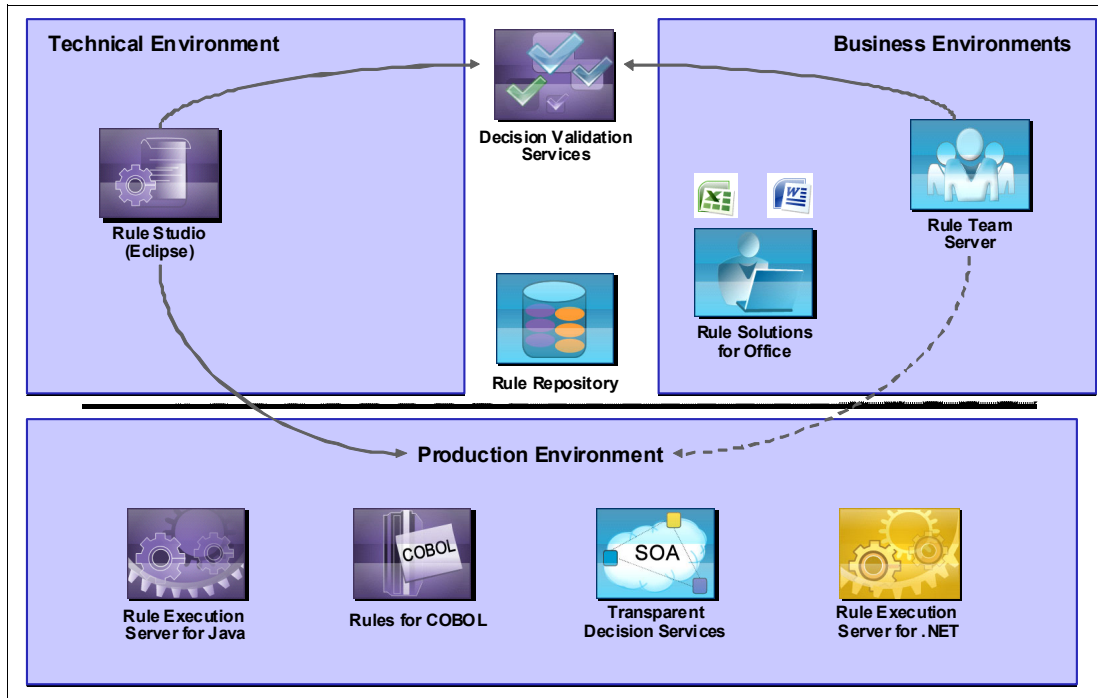 Technical Environment
Business Environments
Decision Validation
Services
Rule Studio
(Eclipse)
Rule Team
Server
X
W
Rule Solutions
for Office
Rule Repository
Production Environment
COBOL
SOA
Rule Execution
Server for Java
Rules for COBOL
Transparent
Decision Services
Rule Execution
Server for .NET